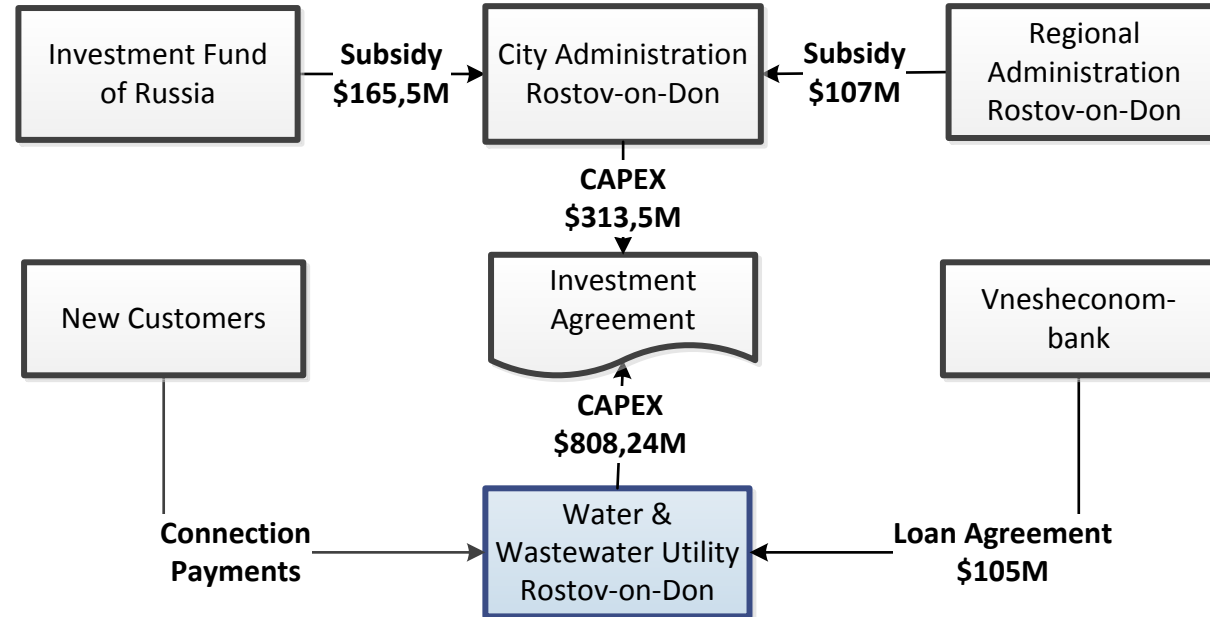 Investment Fund
of Russia
Subsidy
$165,5M
City Administration
Rostov-on-Don
Subsidy
$107M
Regional
Administration
Rostov-on-Don
CAPEX
$313,5M
New Customers
Investment
Agreement
Vnesheconom-
bank
CAPEX
$808,24M
Connection
Payments
Water &
Wastewater Utility
Rostov-on-Don
Loan Agreement
$105M